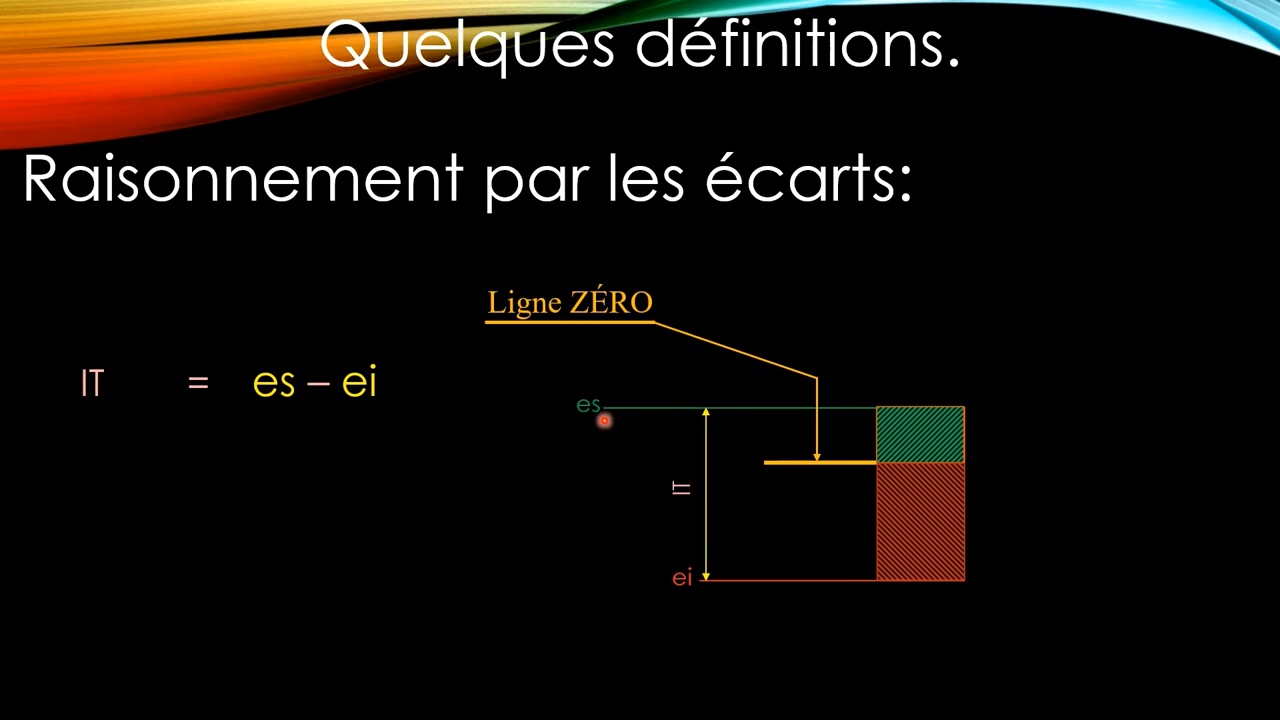 Quelques définitions.
Raisonnement par les écarts:
Ligne ZÉRO
IT = es – ei
es
IT
ei